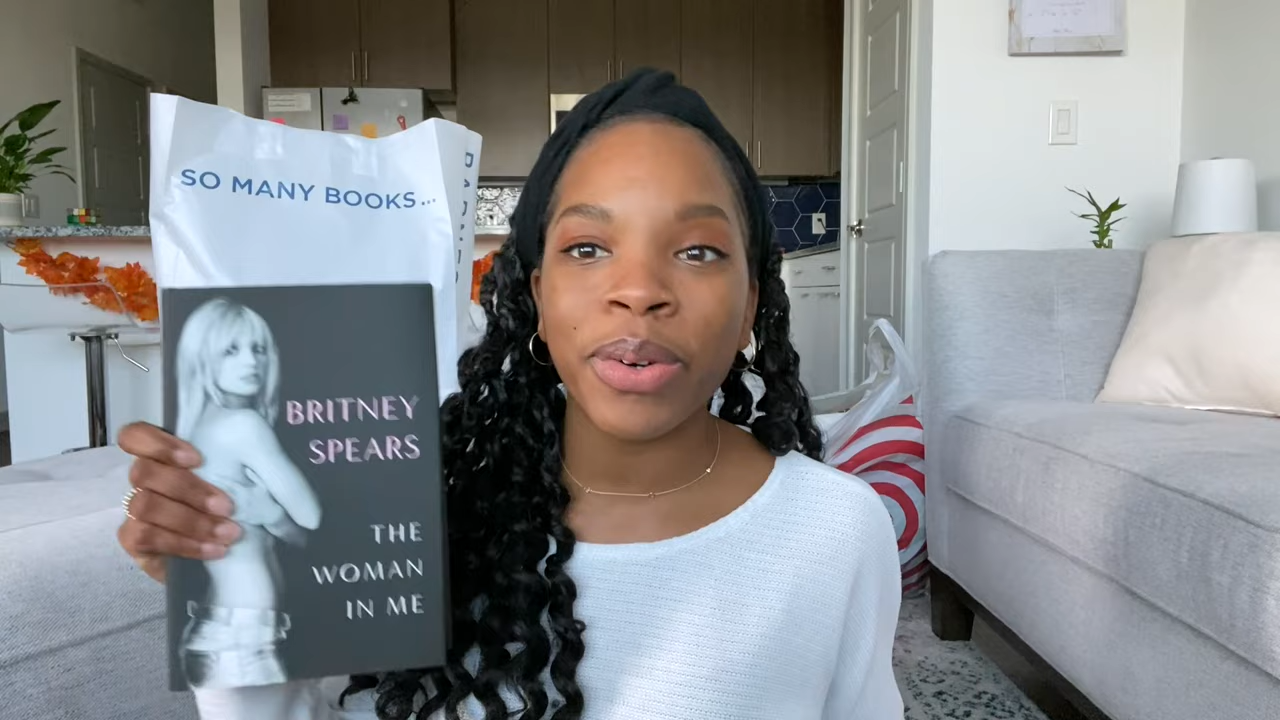 SO MANY BOOKS...
BRITNEY
SPEARS
THE
WOMAN
IN ME